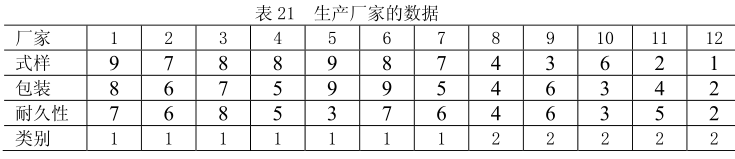 表 21 生产厂家的数据
厂家 1 2 3 4 5 6 7 8 9 10 11 12
式样 9 7 8 8 9 8 7 4 3 6 2 1
包装 8 6 7 5 9 9 5 4 6 3 4 2
耐久性 7 6 8 5 3 7 6 4 6 3 5 2
类别 1 1 1 1 1 1 1 2 2 2 2 2